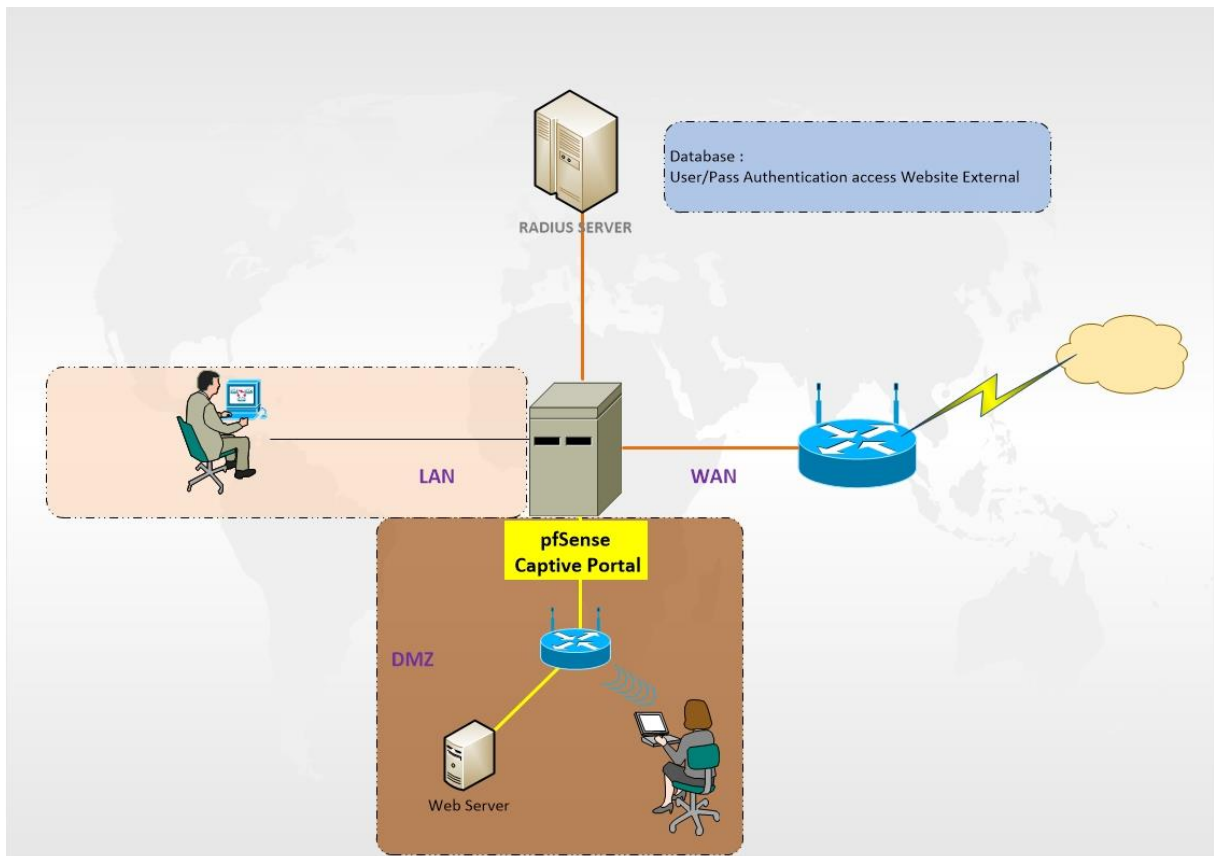 RADIUS SERVER
Database :
User/Pass Authentication access Website External
LAN
WAN
pfSense
Captive Portal
DMZ
Web Server